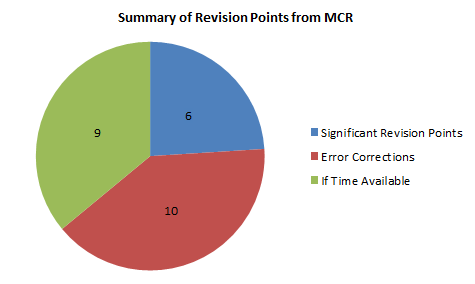 Summary of Revision Points from MCR
6
9
10
Significant Revision Points
Error Corrections
If Time Available